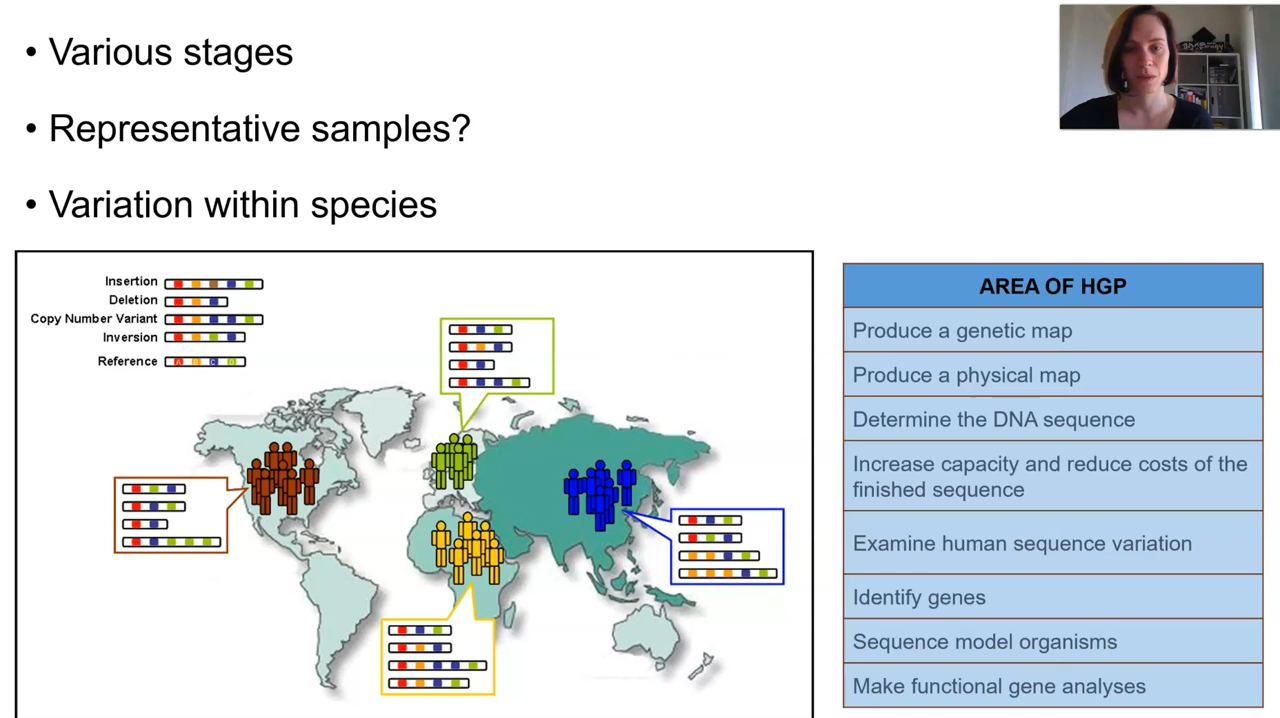 • Various stages
• Representative samples?
• Variation within species
Insertion
Deletion
Copy Number Variant
Inversion
Reference
A B C D
AREA OF HGP
Produce a genetic map
Produce a physical map
Determine the DNA sequence
Increase capacity and reduce costs of the
finished sequence
Examine human sequence variation
Identify genes
Sequence model organisms
Make functional gene analyses